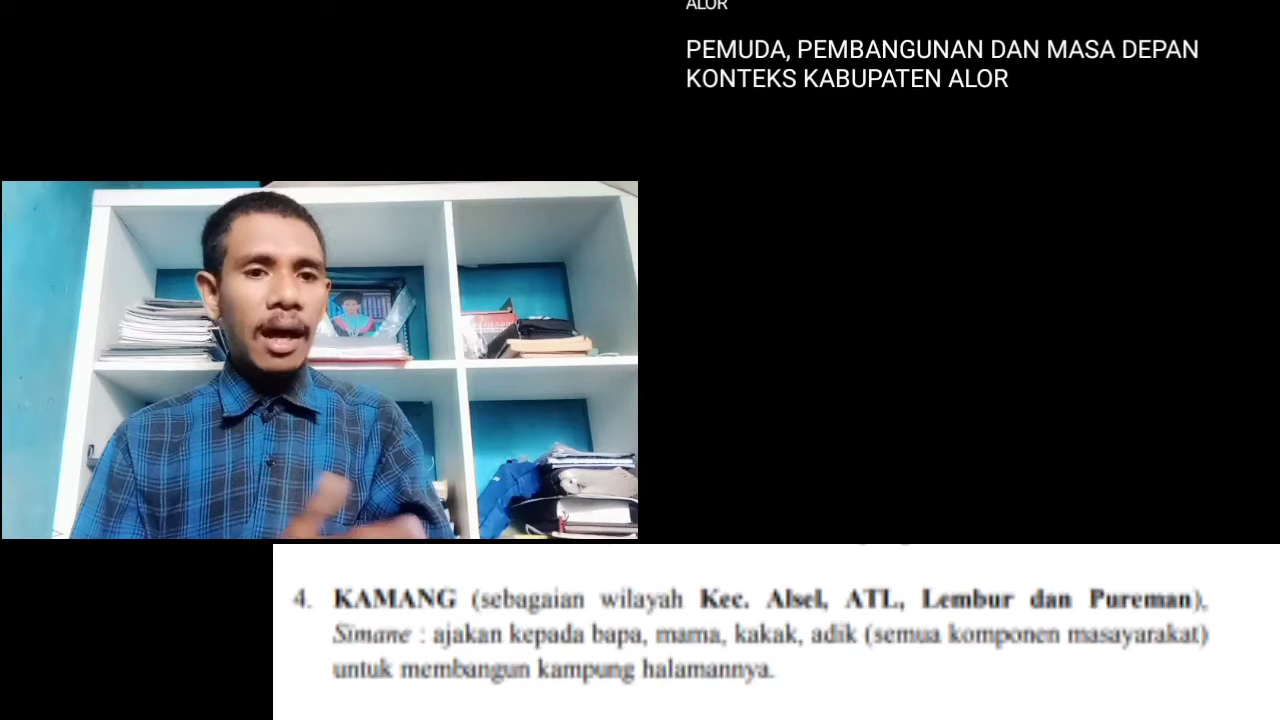 ALOR
PEMUDA, PEMBANGUNAN DAN MASA DEPAN
KONTEKS KABUPATEN ALOR
4. KAMANG (sebagaian wilayah Kec. Alsel, ATL, Lembur dan Pureman),
Simane : ajakan kepada bapa, mama, kakak, adik (semua komponen masayarakat)
untuk membangun kampung halamannya.